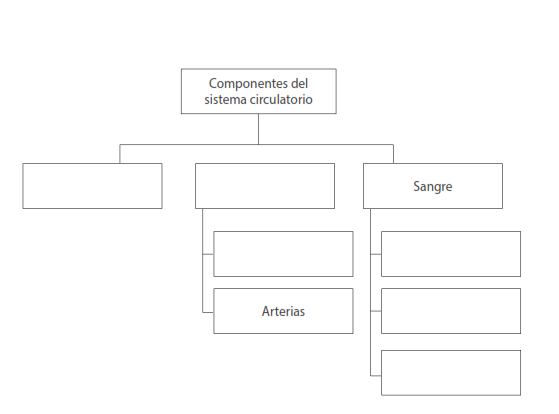 Componentes del
sistema circulatorio
Sangre
Arterias